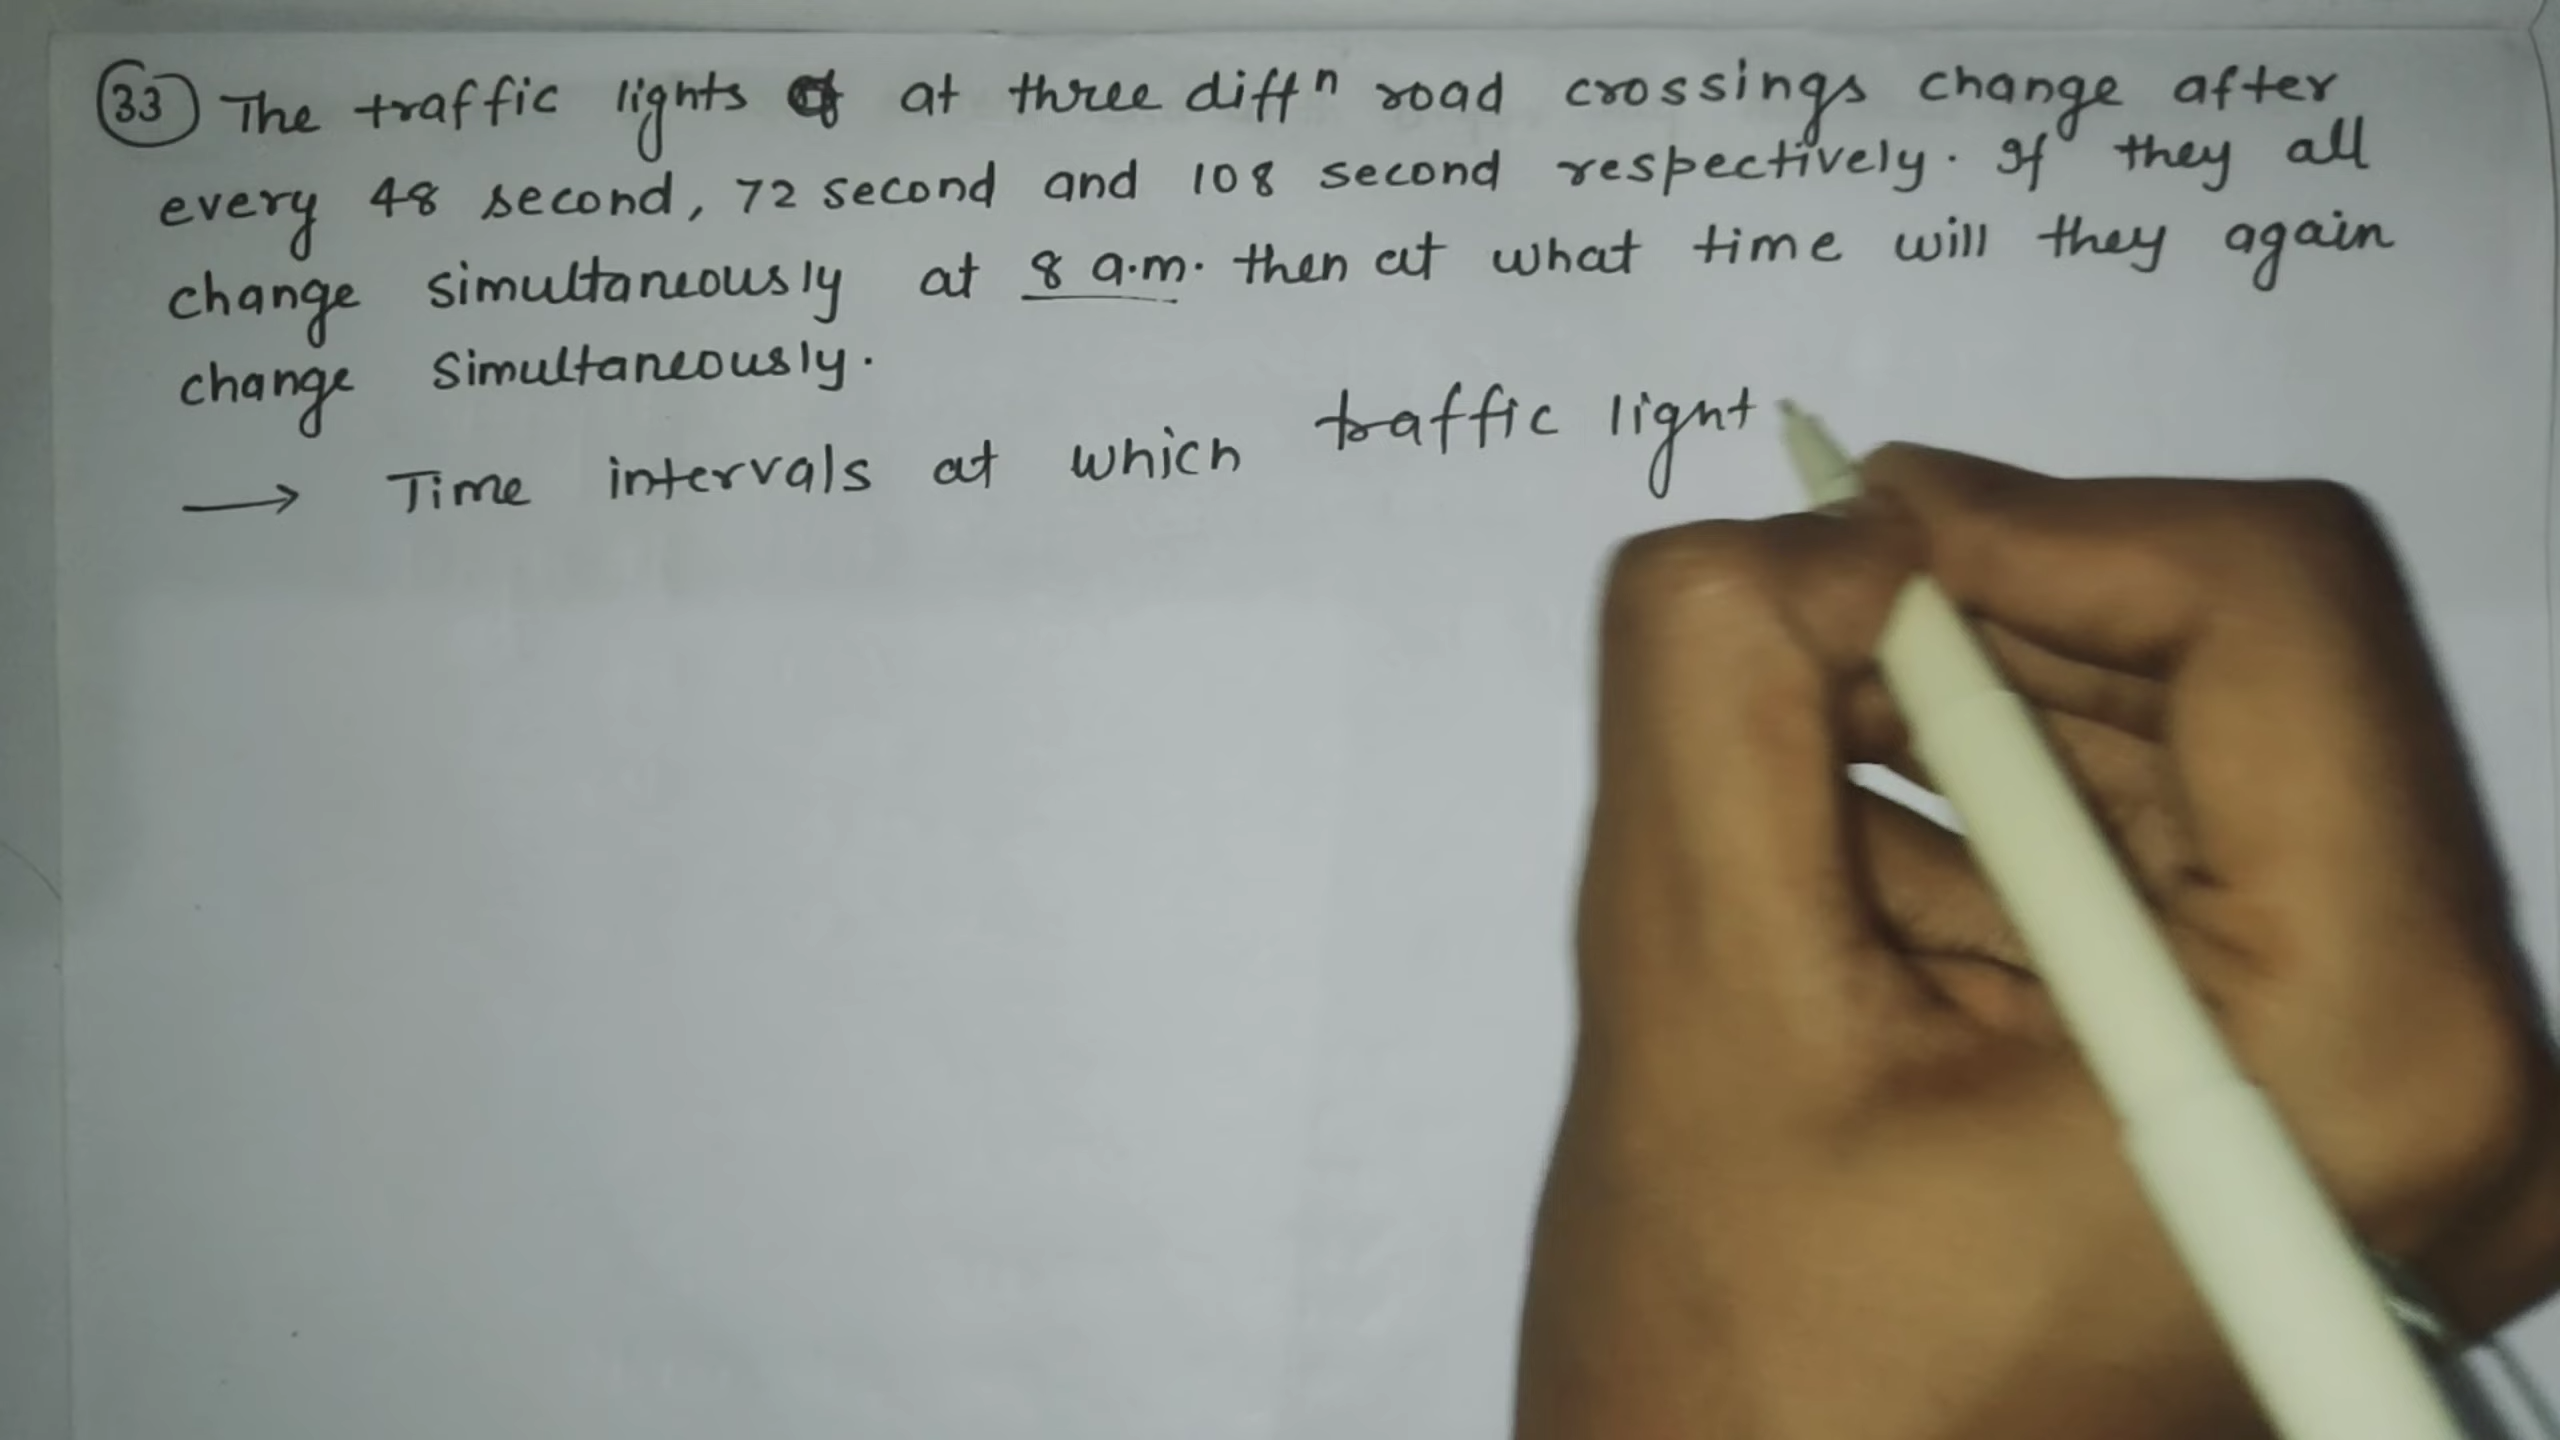 33 The traffic lights at three diffn road crossings change after
every 48 second, 72 second and 108 second respectively. If they all
change simultaneously at 8 a.m. then at what time will they again
change simultaneously.
→ Time intervals at which traffic light